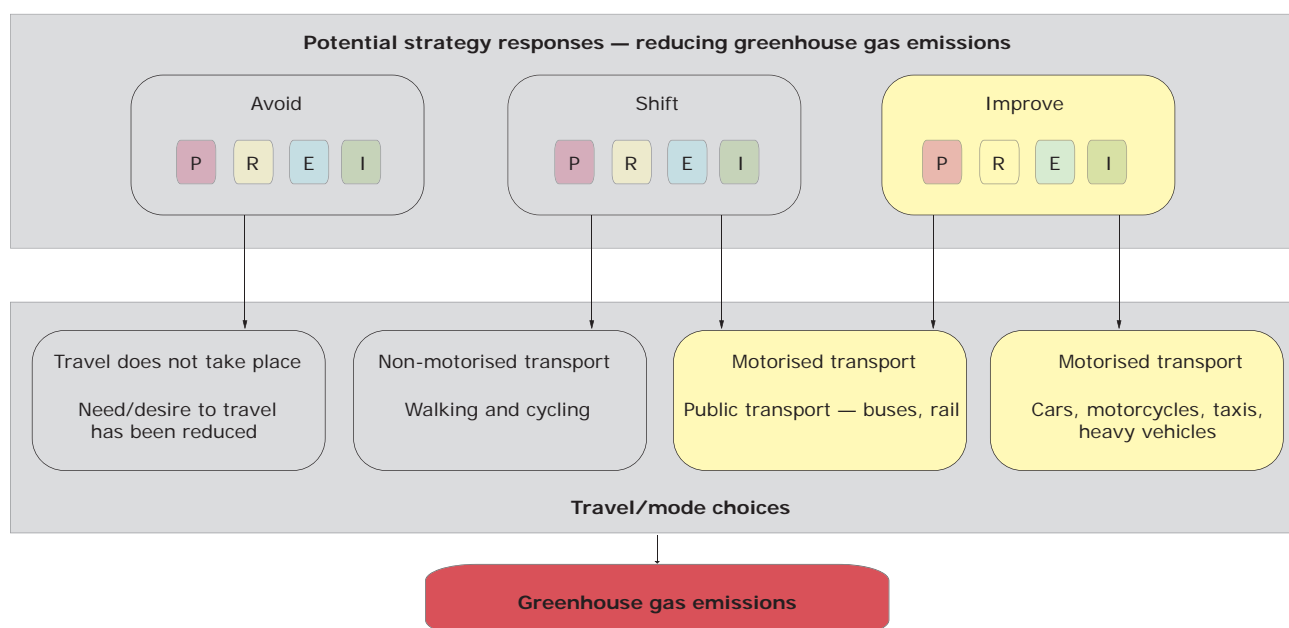 Potential strategy responses — reducing greenhouse gas emissions
Avoid
P R E I
Shift
P R E I
Improve
P R E I
Travel does not take place
Need/desire to travel
has been reduced
Non-motorised transport
Walking and cycling
Motorised transport
Public transport — buses, rail
Motorised transport
Cars, motorcycles, taxis,
heavy vehicles
Travel/mode choices
Greenhouse gas emissions